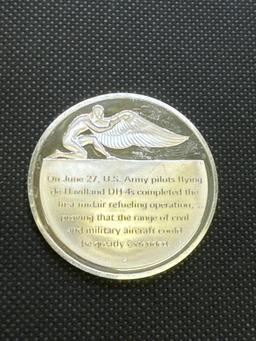 On June 27, U.S. Army pilots flying
de Havilland DH-4s completed the
first midair refueling operation,
proving that the range of civil
and military aircraft could
be greatly extended.